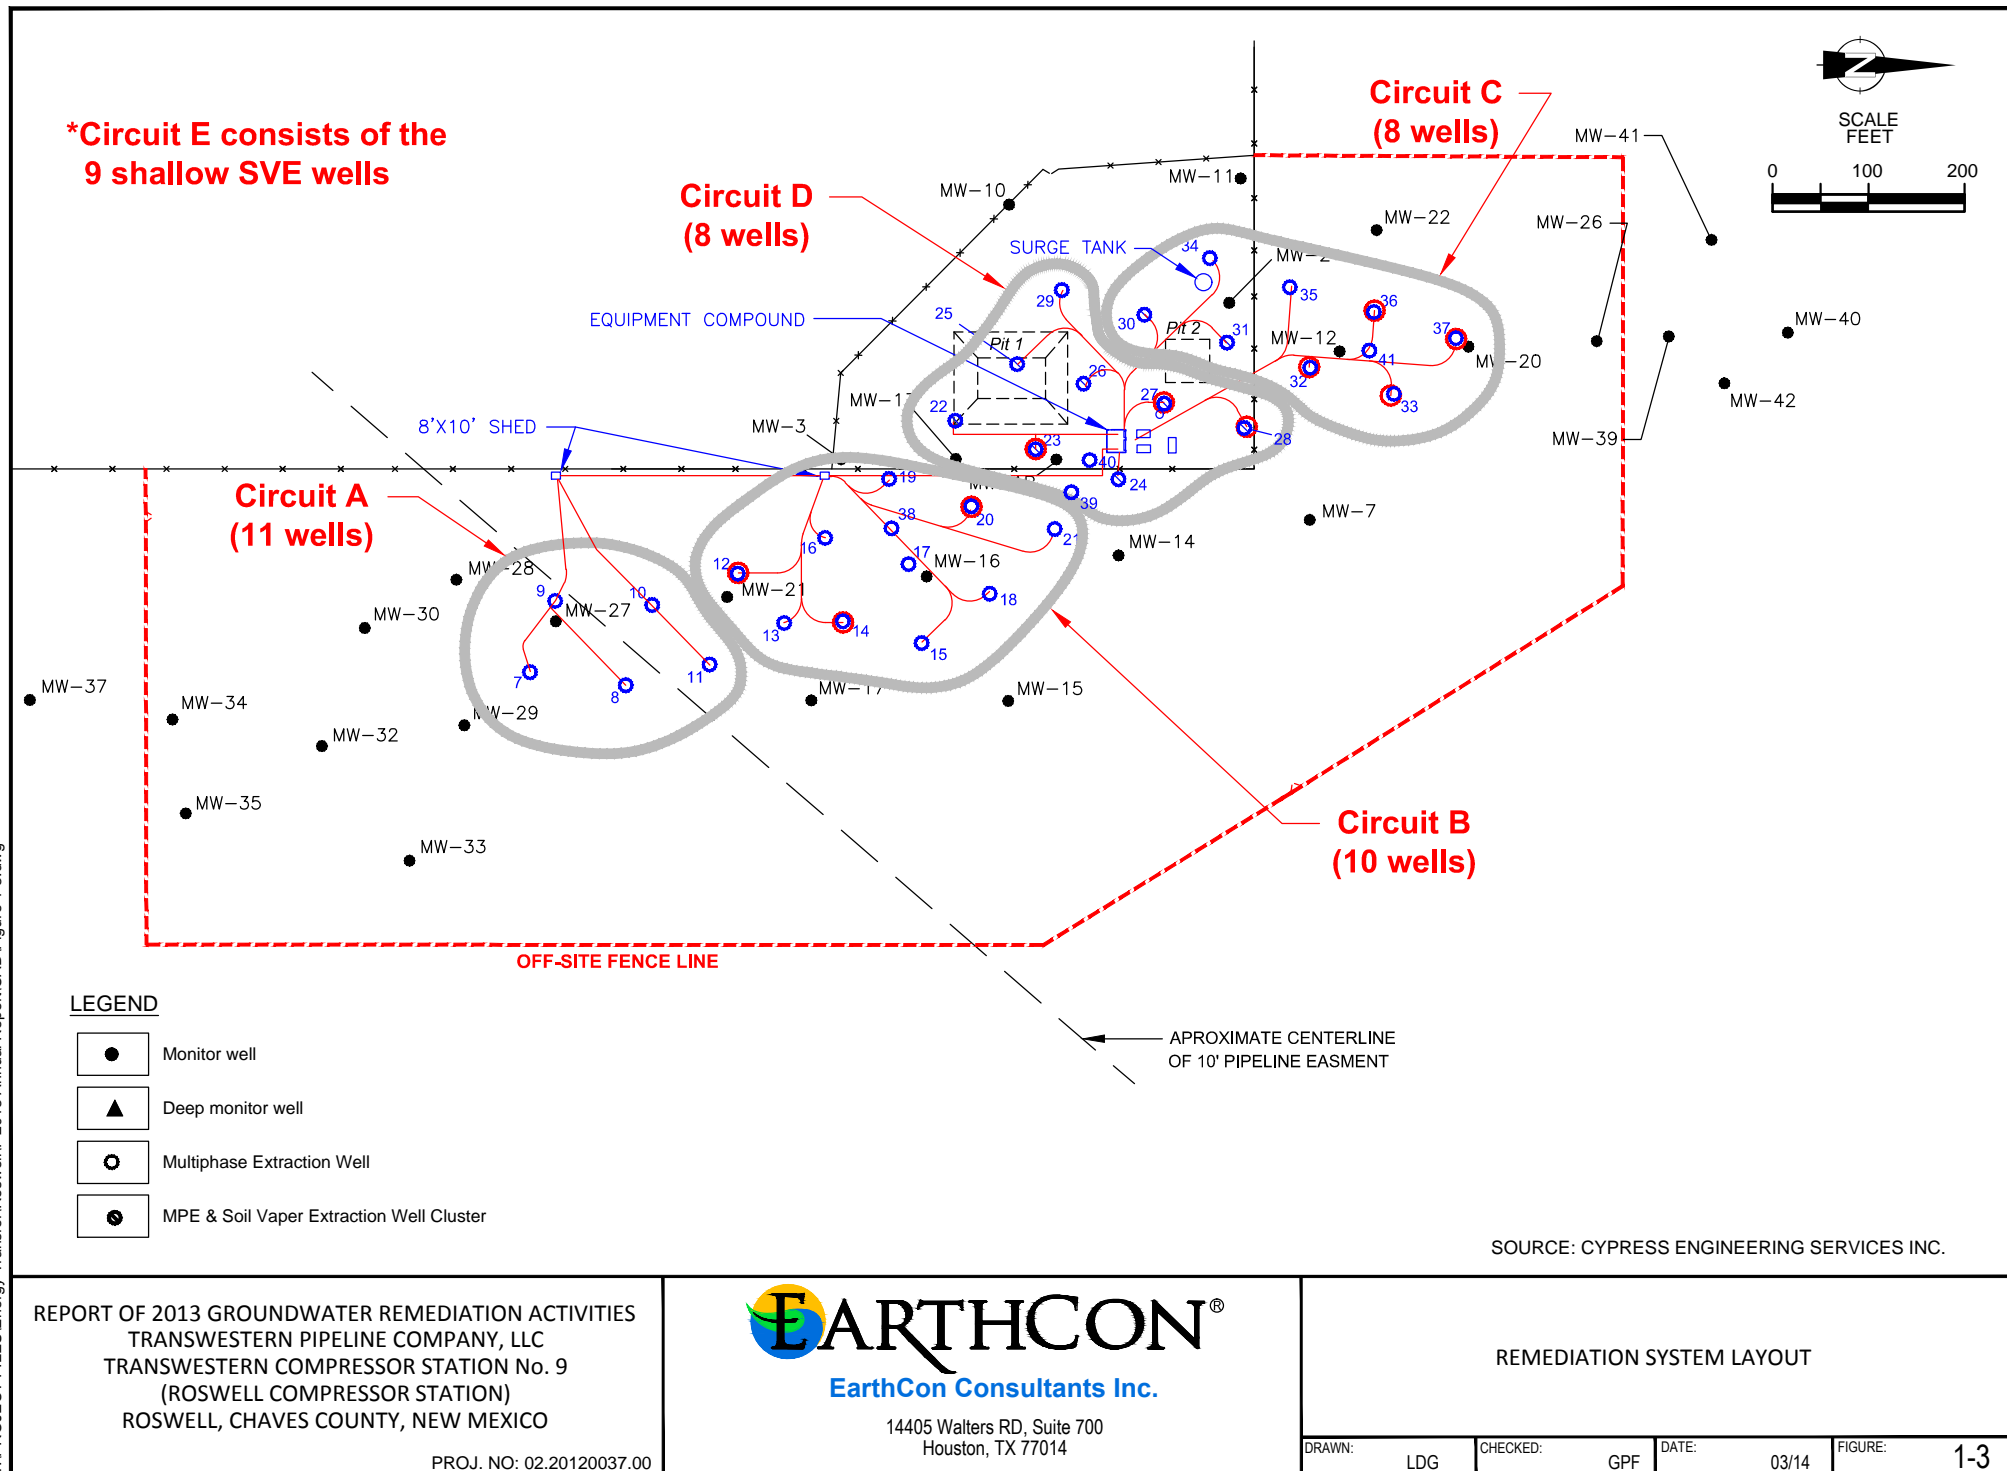 *Circuit E consists of the
9 shallow SVE wells
Circuit C
(8 wells)
Circuit D
(8 wells)
Circuit A
(11 wells)
Circuit B
(10 wells)
N
SCALE
FEET
0 100 200
MW-41
MW-10
MW-11
MW-22
MW-26
SURGE TANK
34
MW-2
EQUIPMENT COMPOUND
25
29
30
31
35
36
37
Pit 1
Pit 2
MW-12
41
MW-20
MW-40
MW-42
MW-39
26
27
32
33
28
22
23
40
24
39
8'X10' SHED
MW-3
19
20
21
38
16
17
18
12
13
14
15
MW-7
MW-14
MW-16
MW-21
MW-28
MW-30
MW-27
9
10
7
8
11
MW-37
MW-34
MW-32
MW-29
MW-17
MW-15
MW-35
MW-33
OFF-SITE FENCE LINE
APROXIMATE CENTERLINE
OF 10' PIPELINE EASMENT
LEGEND
Monitor well
Deep monitor well
Multiphase Extraction Well
MPE & Soil Vaper Extraction Well Cluster
SOURCE: CYPRESS ENGINEERING SERVICES INC.
REPORT OF 2013 GROUNDWATER REMEDIATION ACTIVITIES
TRANSWESTERN PIPELINE COMPANY, LLC
TRANSWESTERN COMPRESSOR STATION No. 9
(ROSWELL COMPRESSOR STATION)
ROSWELL, CHAVES COUNTY, NEW MEXICO
PROJ. NO: 02.20120037.00
EARTHCON®
EarthCon Consultants Inc.
14405 Walters RD, Suite 700
Houston, TX 77014
REMEDIATION SYSTEM LAYOUT
DRAWN: LDG
CHECKED: GPF
DATE: 03/14
FIGURE: 1-3